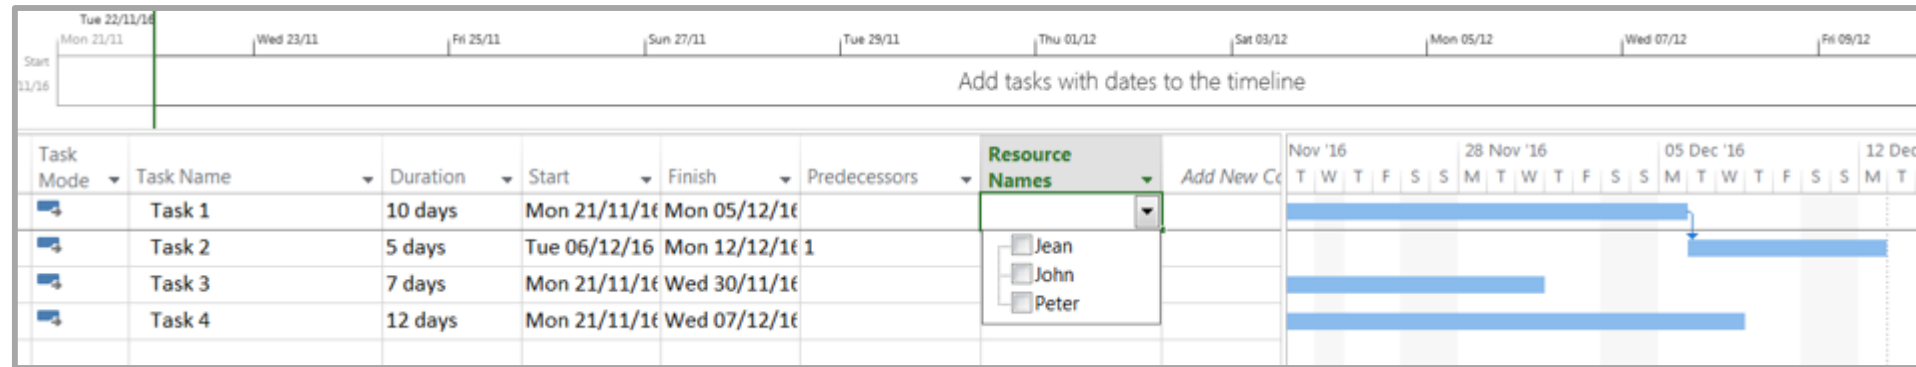 Tue 22/11/16
Mon 21/11 Wed 23/11 Fri 25/11 Sun 27/11 Tue 29/11 Thu 01/12 Sat 03/12 Mon 05/12 Wed 07/12 Fri 09/12
Start
11/16
Add tasks with dates to the timeline
Task Mode Task Name Duration Start Finish Predecessors Resource Names Add New Co
Nov '16 28 Nov '16 05 Dec '16 12 Dec
T W T F S S M T W T F S S M T W T F S S M T
Task 1 10 days Mon 21/11/16 Mon 05/12/16
Task 2 5 days Tue 06/12/16 Mon 12/12/16 1
Task 3 7 days Mon 21/11/16 Wed 30/11/16
Task 4 12 days Mon 21/11/16 Wed 07/12/16
Jean
John
Peter